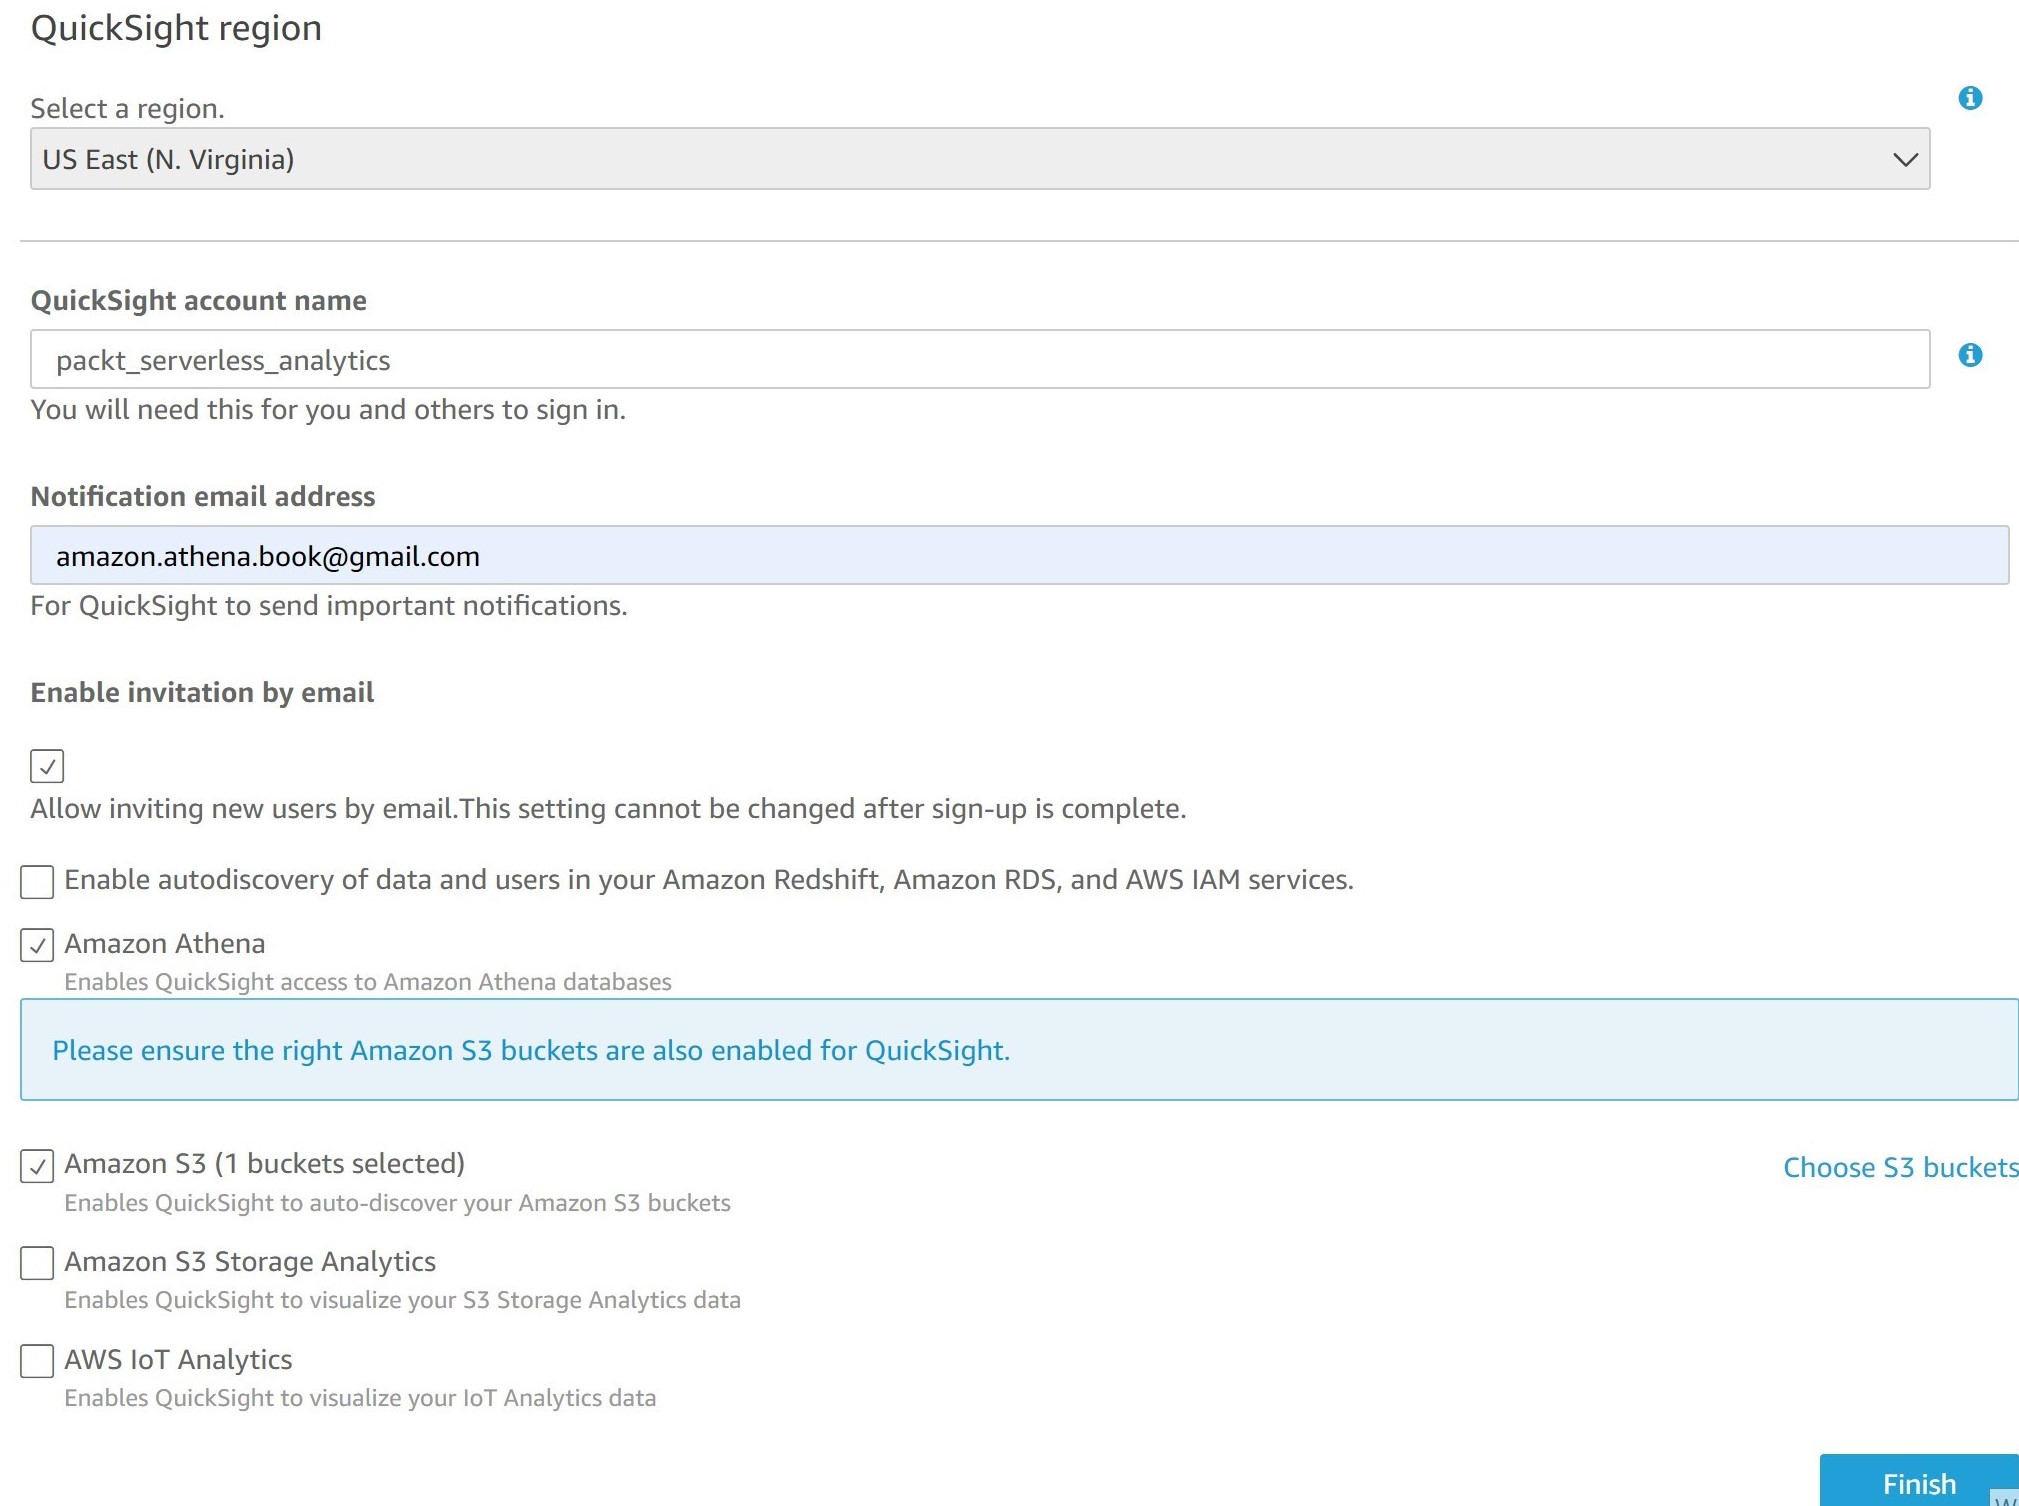 QuickSight region
Select a region.
US East (N. Virginia)
QuickSight account name
packt_serverless_analytics
You will need this for you and others to sign in.
Notification email address
amazon.athena.book@gmail.com
For QuickSight to send important notifications.
Enable invitation by email
Allow inviting new users by email.This setting cannot be changed after sign-up is complete.
Enable autodiscovery of data and users in your Amazon Redshift, Amazon RDS, and AWS IAM services.
Amazon Athena
Enables QuickSight access to Amazon Athena databases
Please ensure the right Amazon S3 buckets are also enabled for QuickSight.
Amazon S3 (1 buckets selected)
Choose S3 buckets
Enables QuickSight to auto-discover your Amazon S3 buckets
Amazon S3 Storage Analytics
Enables QuickSight to visualize your S3 Storage Analytics data
AWS IoT Analytics
Enables QuickSight to visualize your IoT Analytics data
Finish